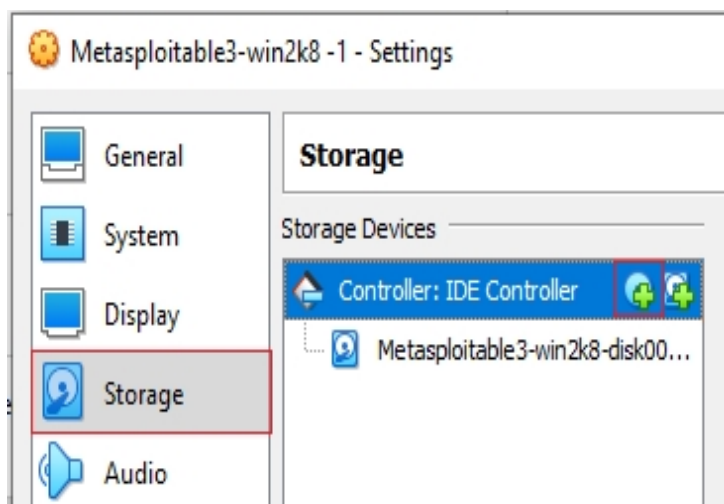 Metasploitable3-win2k8 -1 - Settings
General
System
Display
Storage
Audio
Storage
Storage Devices
Controller: IDE Controller
Metasploitable3-win2k8-disk00...